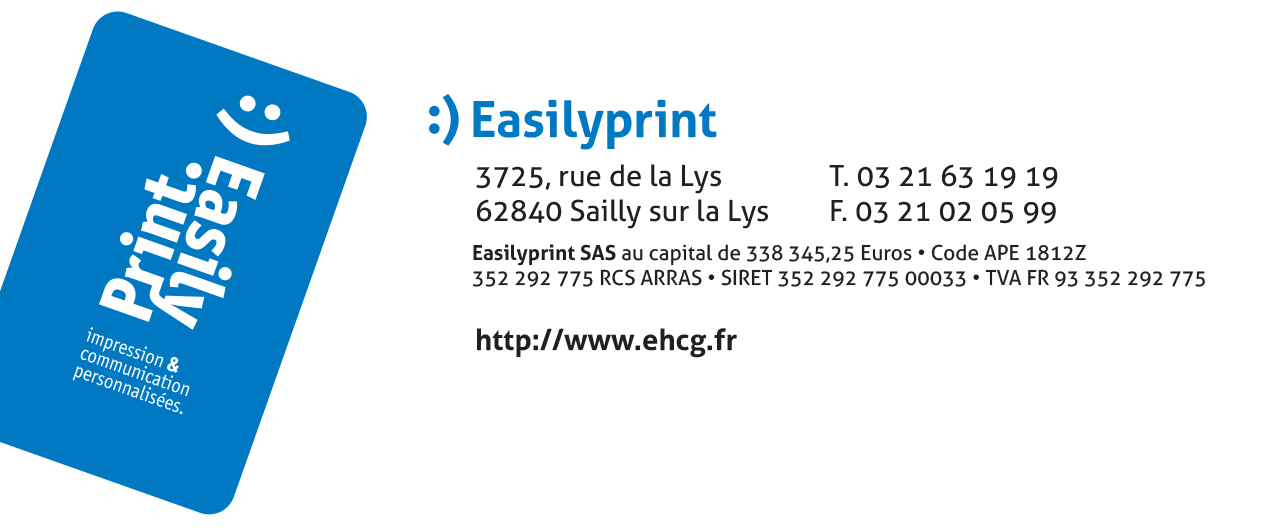 Easily
Print.
impression &
communication
personnalisées.
:) Easilyprint
3725, rue de la Lys
62840 Sailly sur la Lys
T. 03 21 63 19 19
F. 03 21 02 05 99
Easilyprint SAS au capital de 338 345,25 Euros • Code APE 1812Z
352 292 775 RCS ARRAS • SIRET 352 292 775 00033 • TVA FR 93 352 292 775
http://www.ehcg.fr